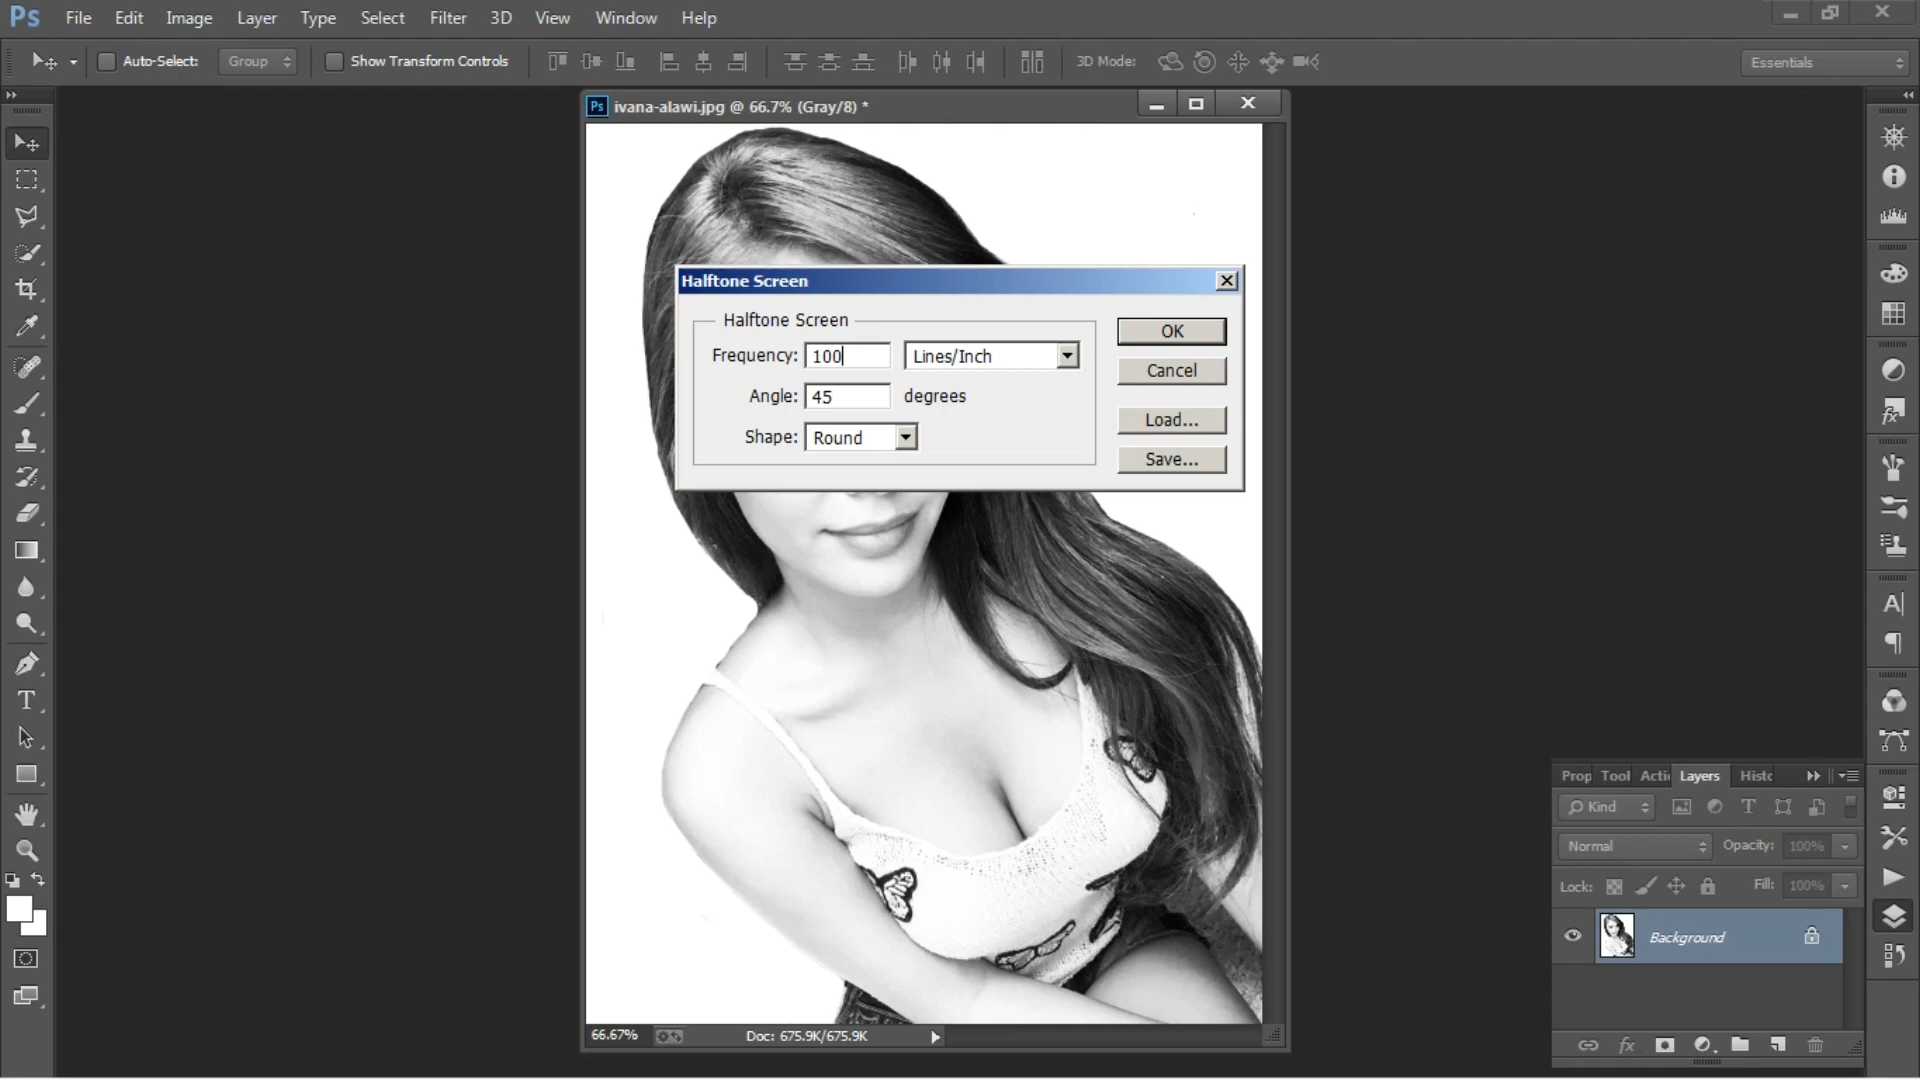 Ps File Edit Image Layer Type Select Filter 3D View Window Help
Auto-Select: Group Show Transform Controls 3D Mode: Essentials
Ps ivana-alawi.jpg @ 66.7% (Gray/8) *
Halftone Screen
Halftone Screen
Frequency: 100 Lines/Inch
Angle: 45 degrees
Shape: Round
OK
Cancel
Load...
Save...
Prop Tool Acti Layers Histo
Kind
Normal Opacity: 100%
Lock: Fill: 100%
Background
66.67% Doc: 675.9K/675.9K